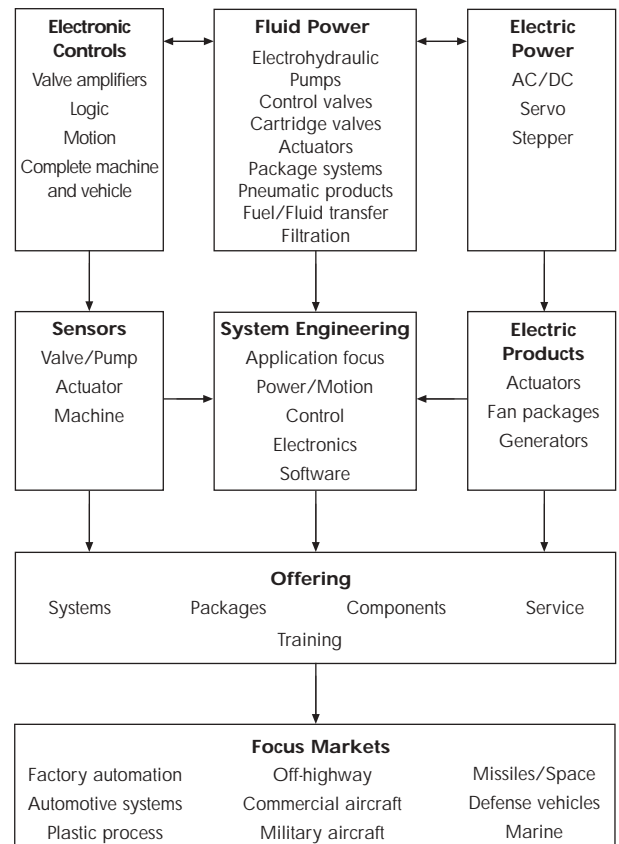 Electronic
Controls
Valve amplifiers
Logic
Motion
Complete machine
and vehicle
Fluid Power
Electrohydraulic
Pumps
Control valves
Cartridge valves
Actuators
Package systems
Pneumatic products
Fuel/Fluid transfer
Filtration
Electric
Power
AC/DC
Servo
Stepper
Sensors
Valve/Pump
Actuator
Machine
System Engineering
Application focus
Power/Motion
Control
Electronics
Software
Electric
Products
Actuators
Fan packages
Generators
Offering
Systems Packages Components Service
Training
Focus Markets
Factory automation Off-highway Missiles/Space
Automotive systems Commercial aircraft Defense vehicles
Plastic process Military aircraft Marine